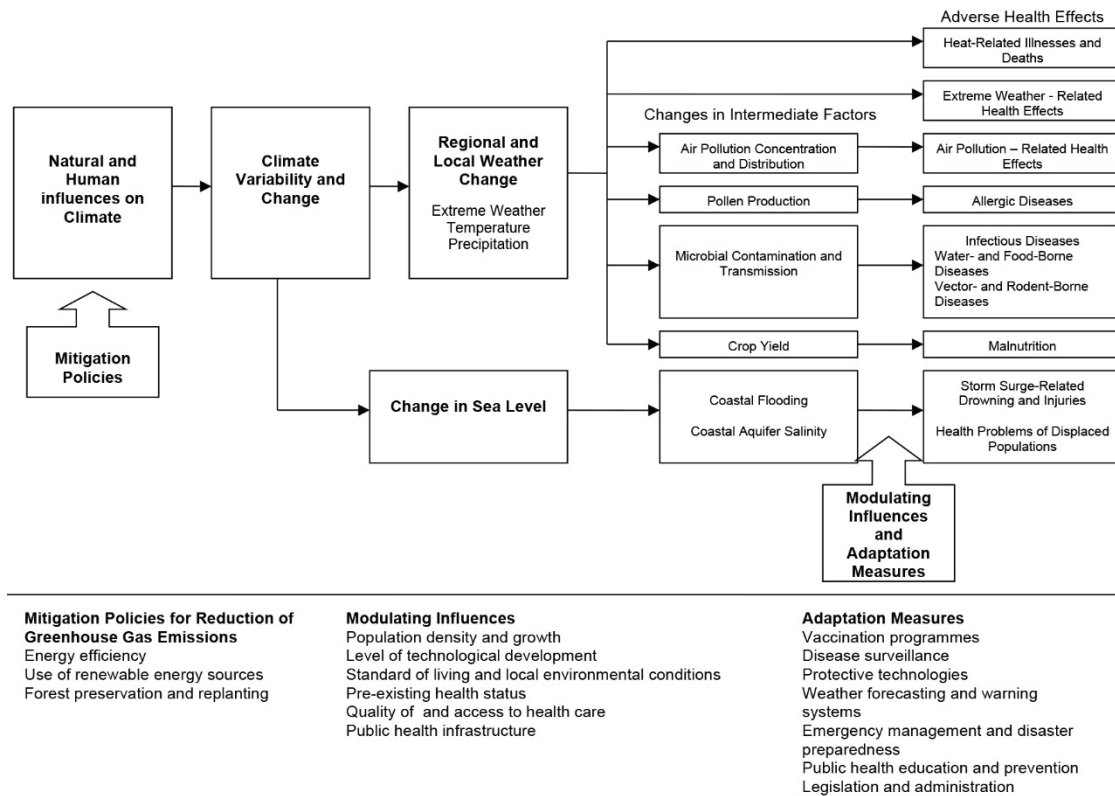 Adverse Health Effects
Heat-Related Illnesses and
Deaths
Extreme Weather - Related
Health Effects
Changes in Intermediate Factors
Natural and
Human
influences on
Climate
Climate
Variability and
Change
Regional and
Local Weather
Change
Extreme Weather
Temperature
Precipitation
Air Pollution Concentration
and Distribution
Air Pollution – Related Health
Effects
Pollen Production
Allergic Diseases
Microbial Contamination and
Transmission
Infectious Diseases
Water- and Food-Borne
Diseases
Vector- and Rodent-Borne
Diseases
Crop Yield
Malnutrition
Mitigation
Policies
Change in Sea Level
Coastal Flooding
Coastal Aquifer Salinity
Storm Surge-Related
Drowning and Injuries
Health Problems of Displaced
Populations
Modulating
Influences
and
Adaptation
Measures
Mitigation Policies for Reduction of
Greenhouse Gas Emissions
Energy efficiency
Use of renewable energy sources
Forest preservation and replanting
Modulating Influences
Population density and growth
Level of technological development
Standard of living and local environmental conditions
Pre-existing health status
Quality of and access to health care
Public health infrastructure
Adaptation Measures
Vaccination programmes
Disease surveillance
Protective technologies
Weather forecasting and warning
systems
Emergency management and disaster
preparedness
Public health education and prevention
Legislation and administration